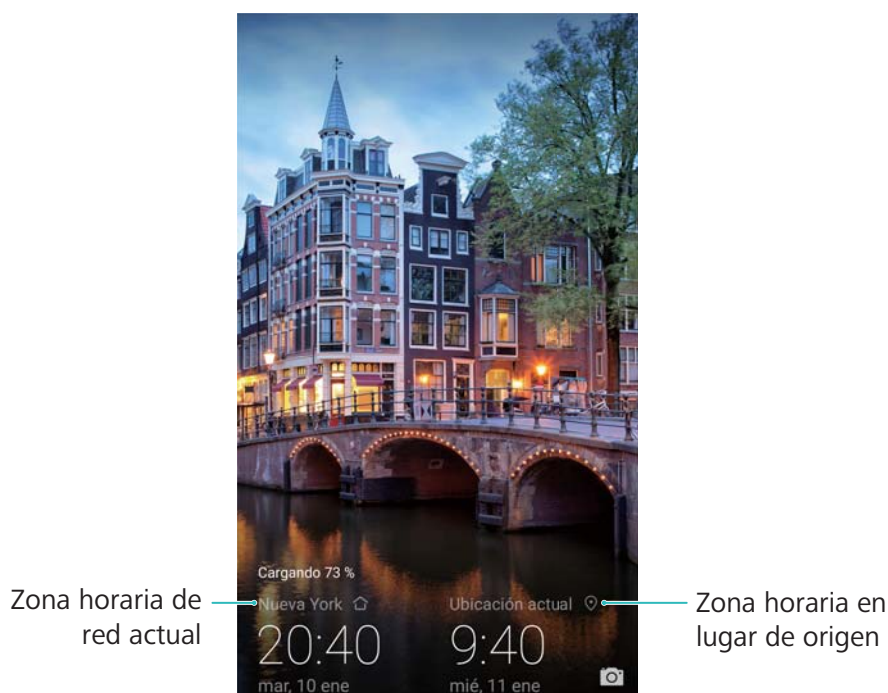 Cargando 73 %
Zona horaria de
red actual
Nueva York
Ubicación actual
Zona horaria en
lugar de origen
20:40
9:40
mar, 10 ene
mié, 11 ene